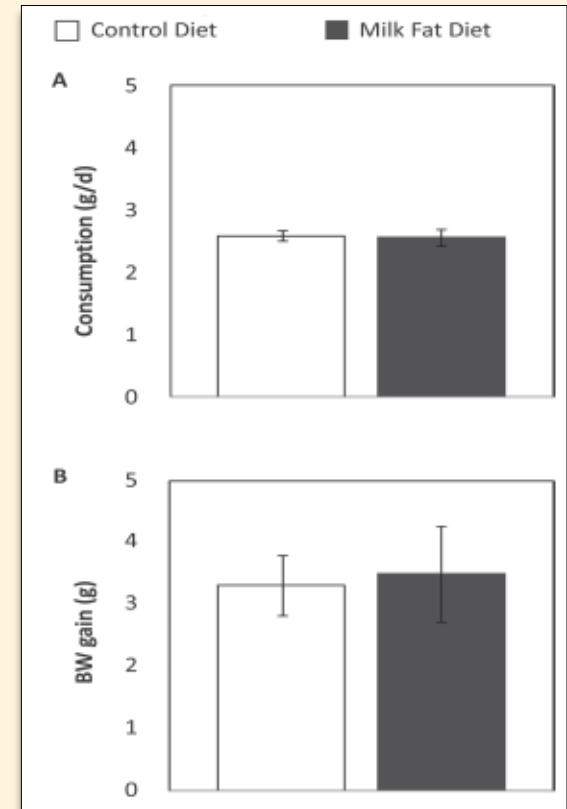 Control Diet Milk Fat Diet
A
Consumption (g/d)
5
4
3
2
1
0
B
BW gain (g)
5
4
3
2
1
0